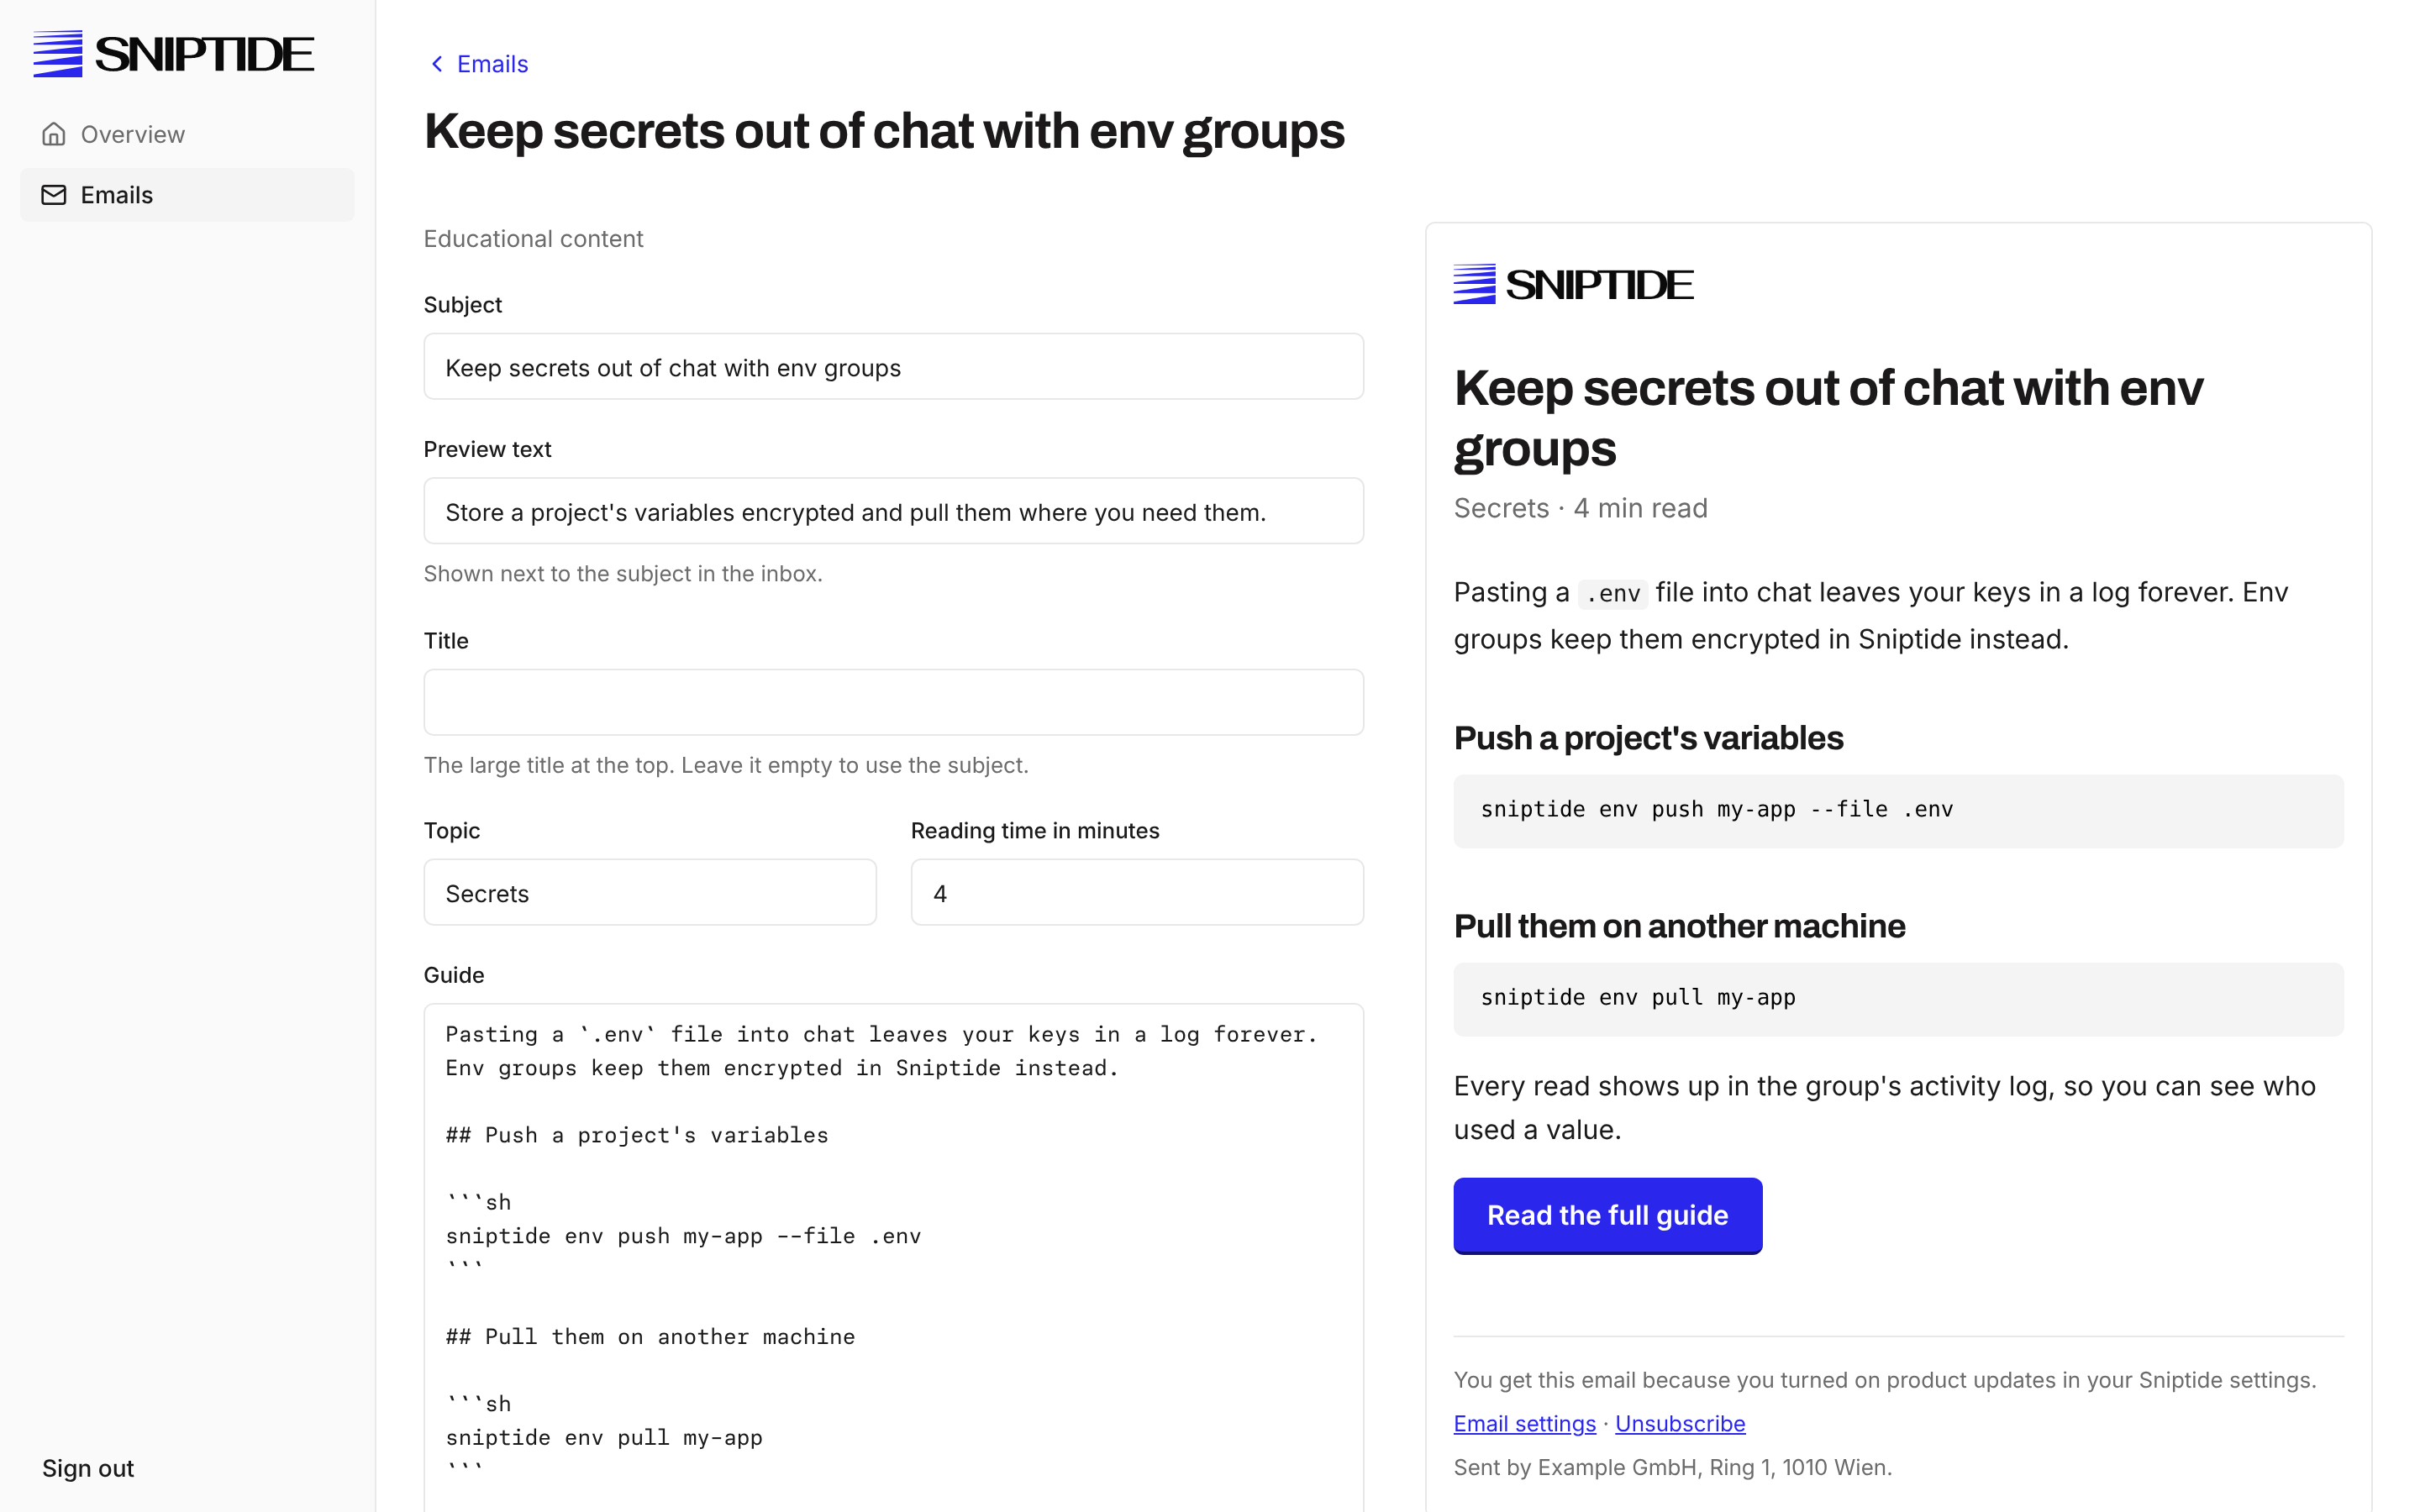 SNIPTIDE
Overview
Emails
Sign out
Emails
Keep secrets out of chat with env groups
Educational content
Subject
Keep secrets out of chat with env groups
Preview text
Store a project's variables encrypted and pull them where you need them.
Shown next to the subject in the inbox.
Title
The large title at the top. Leave it empty to use the subject.
Topic
Secrets
Reading time in minutes
4
Guide
Pasting a `.env` file into chat leaves your keys in a log forever.
Env groups keep them encrypted in Sniptide instead.
## Push a project's variables
```sh
sniptide env push my-app --file .env
```
## Pull them on another machine
```sh
sniptide env pull my-app
```
SNIPTIDE
Keep secrets out of chat with env
groups
Secrets · 4 min read
Pasting a .env file into chat leaves your keys in a log forever. Env
groups keep them encrypted in Sniptide instead.
Push a project's variables
sniptide env push my-app --file .env
Pull them on another machine
sniptide env pull my-app
Every read shows up in the group's activity log, so you can see who
used a value.
Read the full guide
You get this email because you turned on product updates in your Sniptide settings.
Email settings · Unsubscribe
Sent by Example GmbH, Ring 1, 1010 Wien.